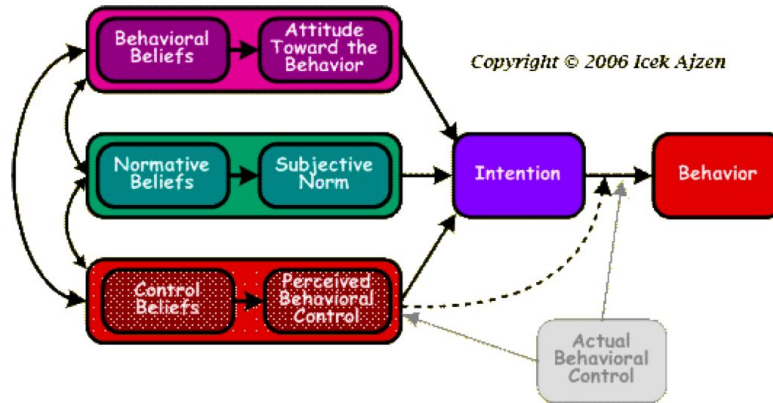 Behavioral
Beliefs
Attitude
Toward the
Behavior
Copyright © 2006 Icek Ajzen
Normative
Beliefs
Subjective
Norm
Intention
Behavior
Control
Beliefs
Perceived
Behavioral
Control
Actual
Behavioral
Control